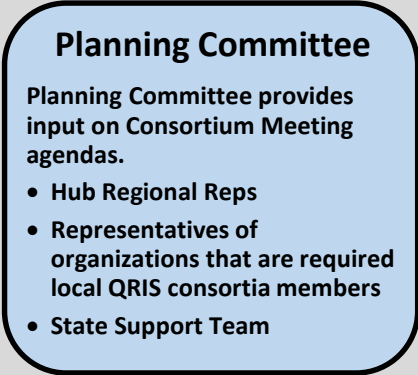 Planning Committee
Planning Committee provides
input on Consortium Meeting
agendas.
• Hub Regional Reps
• Representatives of
organizations that are required
local QRIS consortia members
• State Support Team